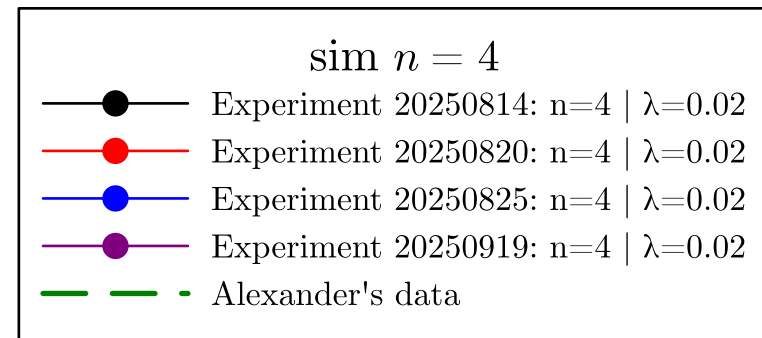 sim n = 4
Experiment 20250814: n=4 | λ=0.02
Experiment 20250820: n=4 | λ=0.02
Experiment 20250825: n=4 | λ=0.02
Experiment 20250919: n=4 | λ=0.02
Alexander's data